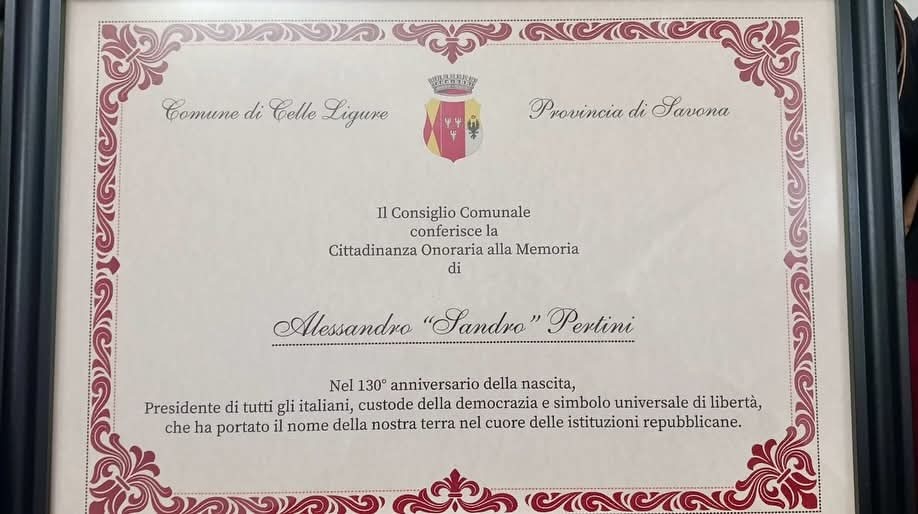 Comune di Celle Ligure
Provincia di Savona
Il Consiglio Comunale
conferisce la
Cittadinanza Onoraria alla Memoria
di
Alessandro “Sandro” Pertini
Nel 130° anniversario della nascita,
Presidente di tutti gli italiani, custode della democrazia e simbolo universale di libertà,
che ha portato il nome della nostra terra nel cuore delle istituzioni repubblicane.